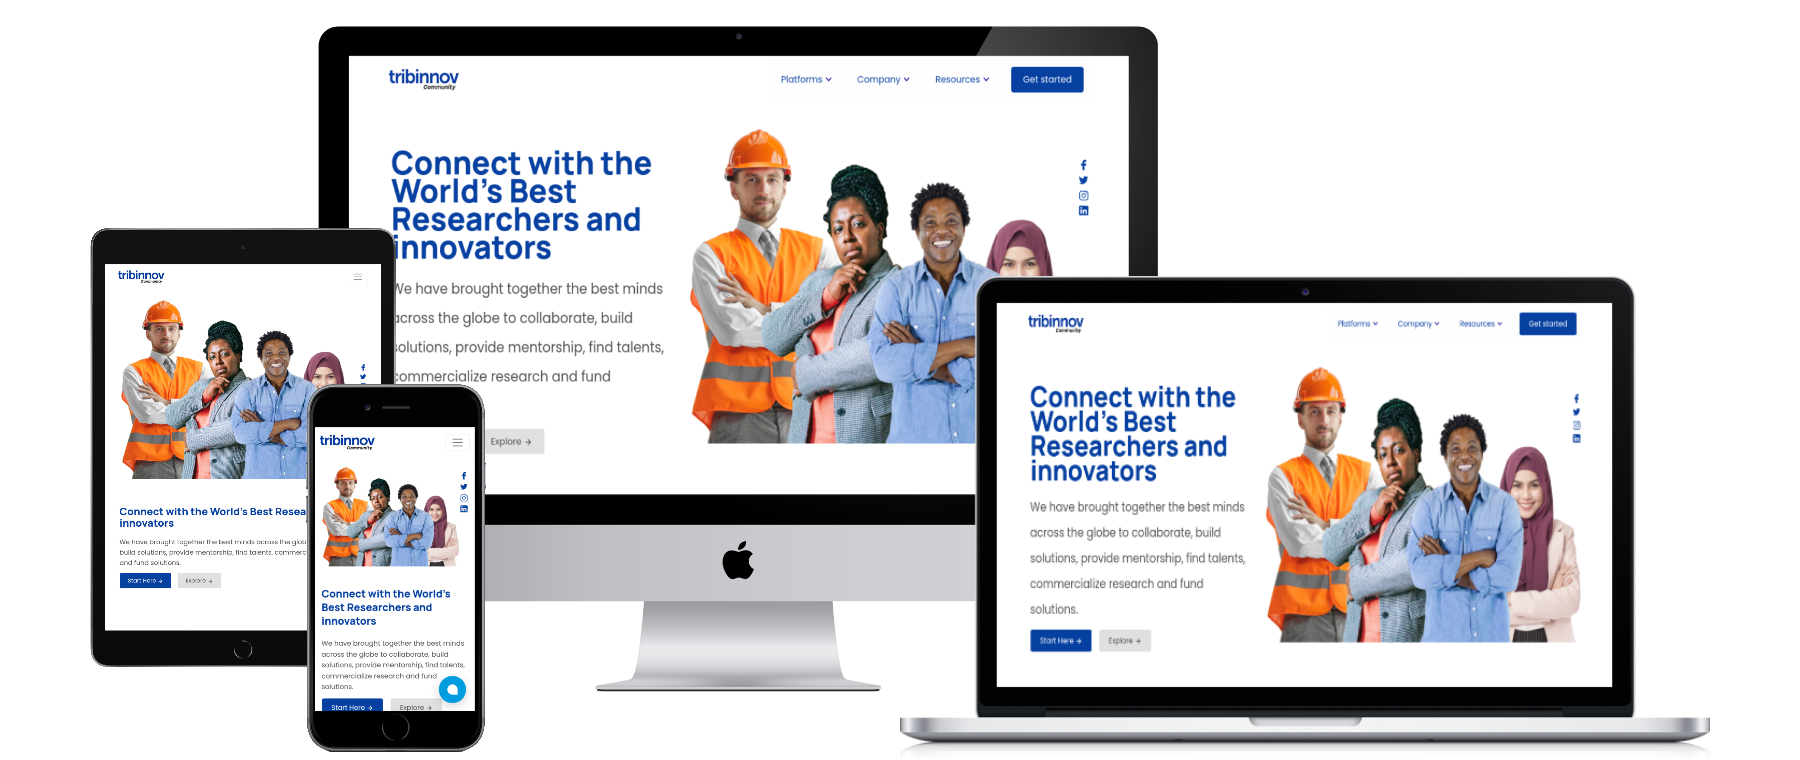 tribinnov
Community
Platforms
Company
Resources
Get started
Connect with the
World's Best
Researchers and
innovators
We have brought together the best minds
across the globe to collaborate, build
solutions, provide mentorship, find talents,
commercialize research and fund
Explore →
tribinnov
Community
Connect with the World's Best
innovators
We have brought together the best minds across the
build solutions, provide mentorship, find talents,
and fund solutions.
Start Here →
Explore →
tribinnov
Community
Connect with the World's
Best Researchers and
innovators
We have brought together the best minds
across the globe to collaborate, build
solutions, provide mentorship, find talents,
commercialize research and fund
solutions.
Start Here →
Explore →
tribinnov
Community
Platforms
Company
Resources
Get started
Connect with the
World's Best
Researchers and
innovators
We have brought together the best minds
across the globe to collaborate, build
solutions, provide mentorship, find talents,
commercialize research and fund
solutions.
Start Here →
Explore →